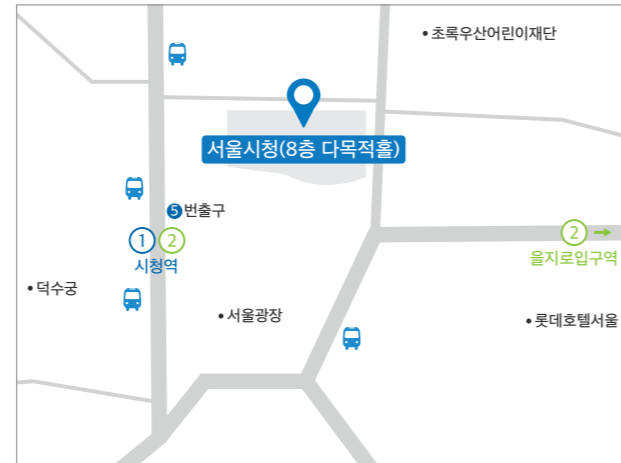 • 초록우산어린이재단
서울시청(8층 다목적홀)
5번출구
1 2
시청역
2 →
을지로입구역
• 덕수궁
• 서울광장
• 롯데호텔서울